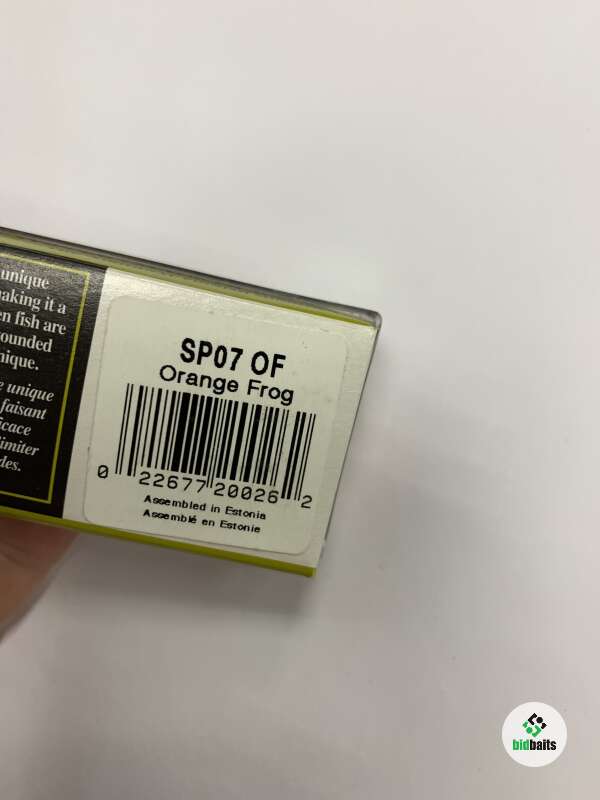 unique
aking it a
en fish are
ounded
nique.
e unique
faisant
icace
imiter
des.
SP07 OF
Orange Frog
0 22677 20026 2
Assembled in Estonia
Assemblé en Estonie
bidbaits